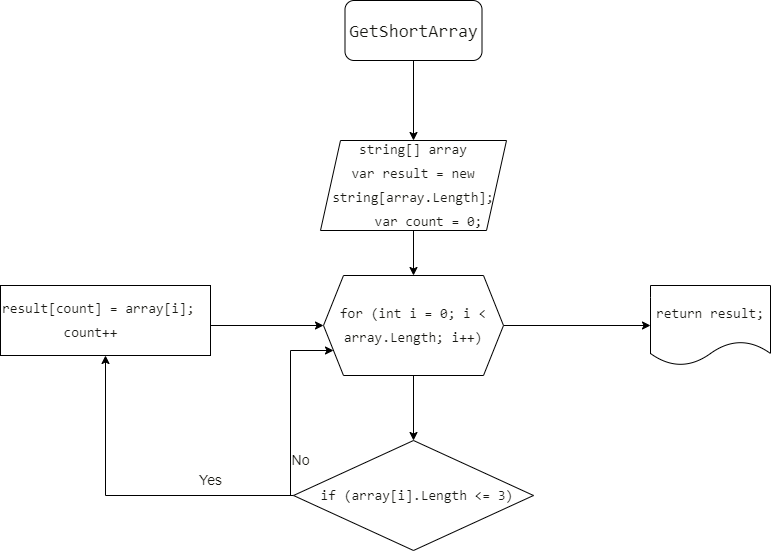 GetShortArray
string[] array
var result = new
string[array.Length];
var count = 0;
result[count] = array[i];
count++
for (int i = 0; i <
array.Length; i++)
return result;
No
Yes
if (array[i].Length <= 3)